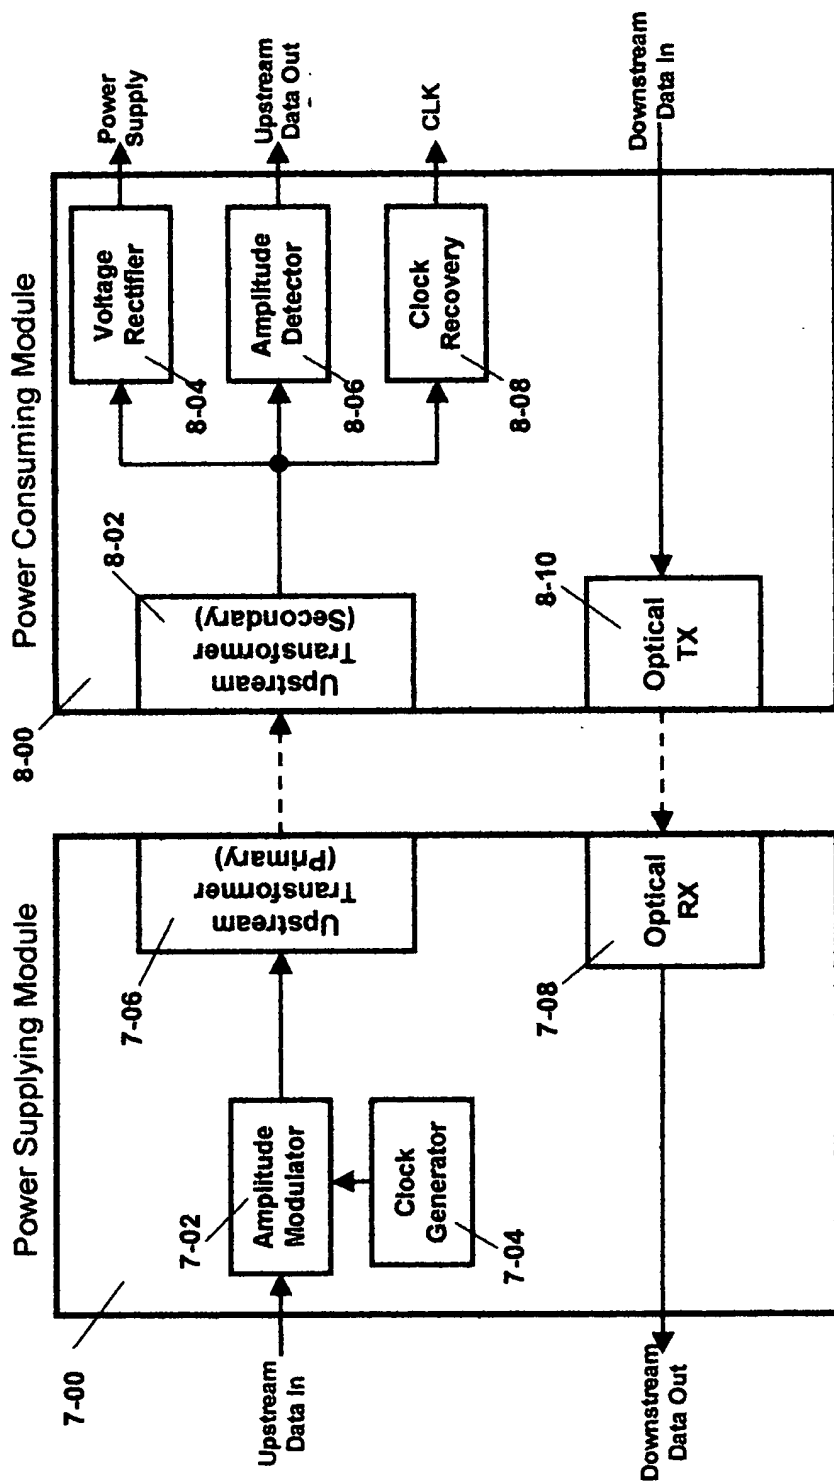 Power Supplying Module
7-00
Upstream
Data In
7-02
Amplitude
Modulator
Clock
Generator
7-04
7-06
Upstream
Transformer
(Primary)
Optical
RX
7-08
Downstream
Data Out
Power Consuming Module
8-00
8-02
Upstream
Transformer
(Secondary)
Voltage
Rectifier
8-04
Power
Supply
Amplitude
Detector
8-06
Upstream
Data Out
Clock
Recovery
8-08
CLK
8-10
Optical
TX
Downstream
Data In